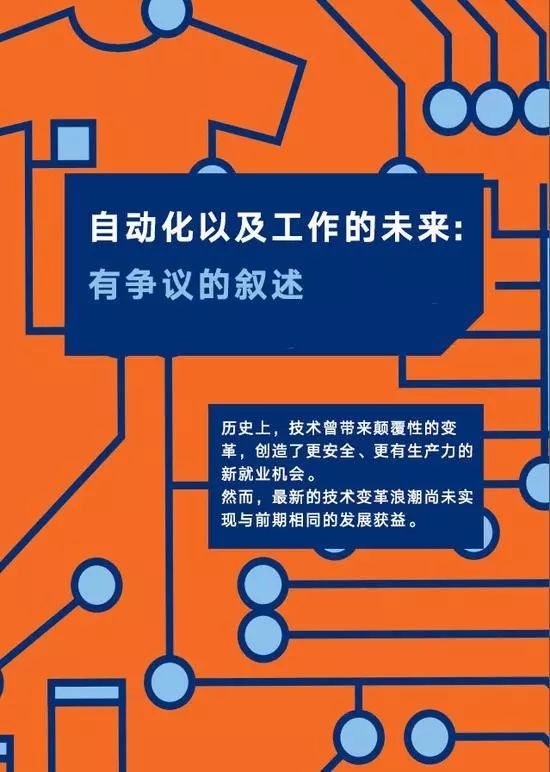 自动化以及工作的未来:
有争议的叙述
历史上，技术曾带来颠覆性的变
革，创造了更安全、更有生产力的
新就业机会。
然而，最新的技术变革浪潮尚未实
现与前期相同的发展获益。